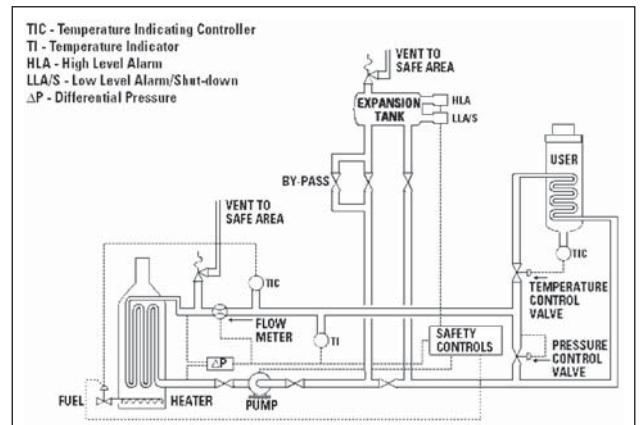 TIC - Temperature Indicating Controller
TI - Temperature Indicator
HLA - High Level Alarm
LLA/S - Low Level Alarm/Shut-down
ΔP - Differential Pressure
VENT TO
SAFE AREA
EXPANSION
TANK
HLA
LLA/S
USER
BY-PASS
VENT TO
SAFE AREA
TIC
TIC
TEMPERATURE
CONTROL
VALVE
FLOW
METER
TI
SAFETY
CONTROLS
PRESSURE
CONTROL
VALVE
ΔP
FUEL
HEATER
PUMP